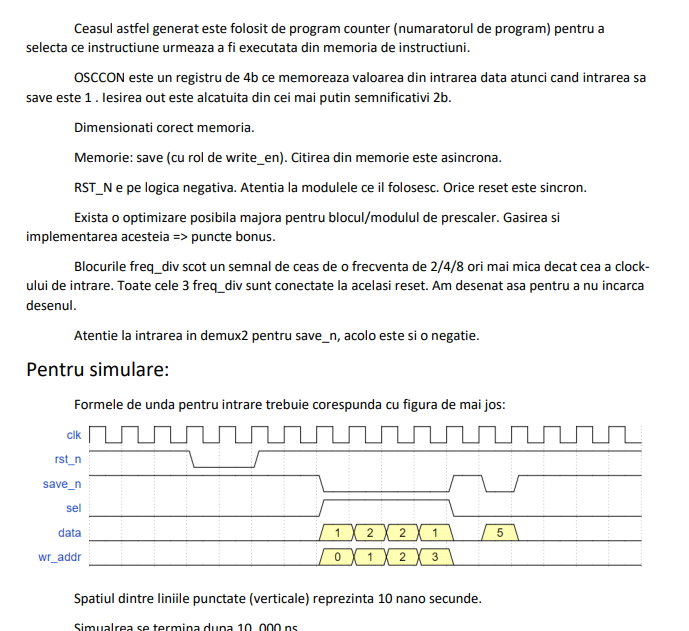 Ceasul astfel generat este folosit de program counter (numaratorul de program) pentru a
selecta ce instructiune urmeaza a fi executata din memoria de instructiuni.
OSCCON este un registru de 4b ce memoreaza valoarea din intrarea data atunci cand intrarea sa
save este 1 . Iesirea out este alcatuita din cei mai putin semnificativi 2b.
Dimensionati corect memoria.
Memorie: save (cu rol de write_en). Citirea din memorie este asincrona.
RST_N e pe logica negativa. Atentia la modulele ce il folosesc. Orice reset este sincron.
Exista o optimizare posibila majora pentru blocul/modulul de prescaler. Gasirea si
implementarea acesteia => puncte bonus.
Blocurile freq_div scot un semnal de ceas de o frecventa de 2/4/8 ori mai mica decat cea a clock-
ului de intrare. Toate cele 3 freq_div sunt conectate la acelasi reset. Am desenat asa pentru a nu incarca
desenul.
Atentie la intrarea in demux2 pentru save_n, acolo este si o negatie.
Pentru simulare:
Formele de unda pentru intrare trebuie corespunda cu figura de mai jos:
clk
rst_n
save_n
sel
data 1 2 2 1 5
wr_addr 0 1 2 3
Spatiul dintre liniile punctate (verticale) reprezinta 10 nano secunde.
Simualrea se termina dupa 10_000 ns.